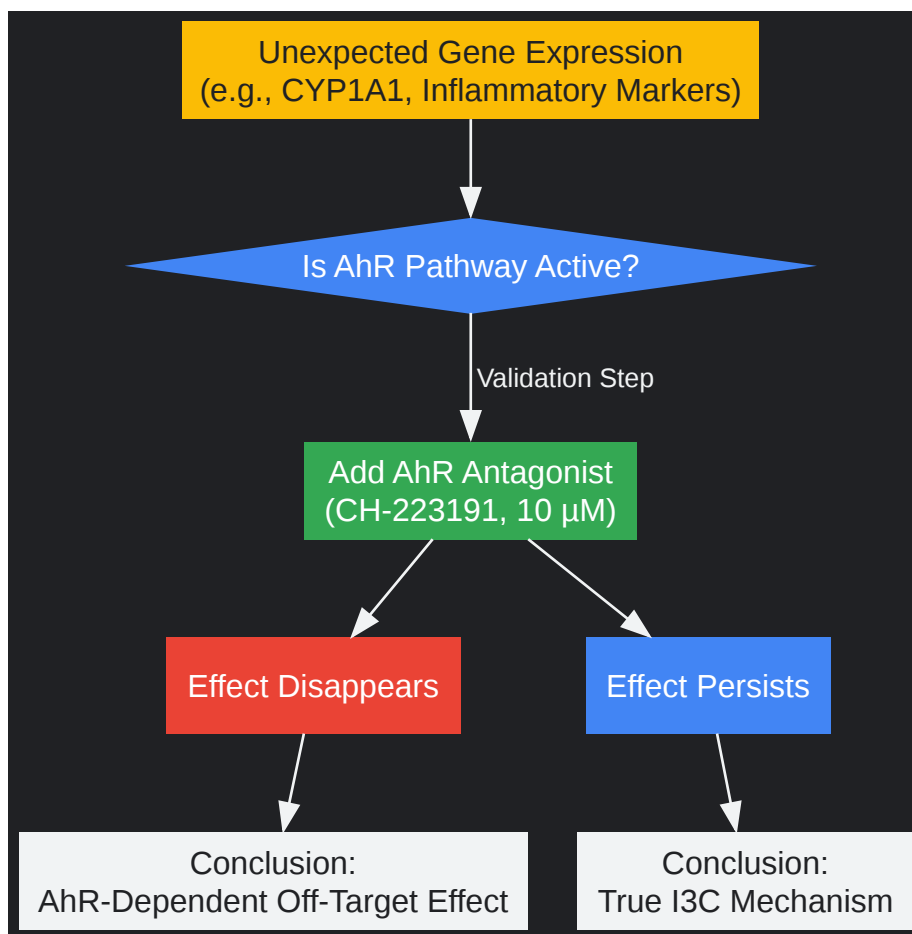 Unexpected Gene Expression
(e.g., CYP1A1, Inflammatory Markers)
Is AhR Pathway Active?
Validation Step
Add AhR Antagonist
(CH-223191, 10 µM)
Effect Disappears
Effect Persists
Conclusion:
AhR-Dependent Off-Target Effect
Conclusion:
True I3C Mechanism